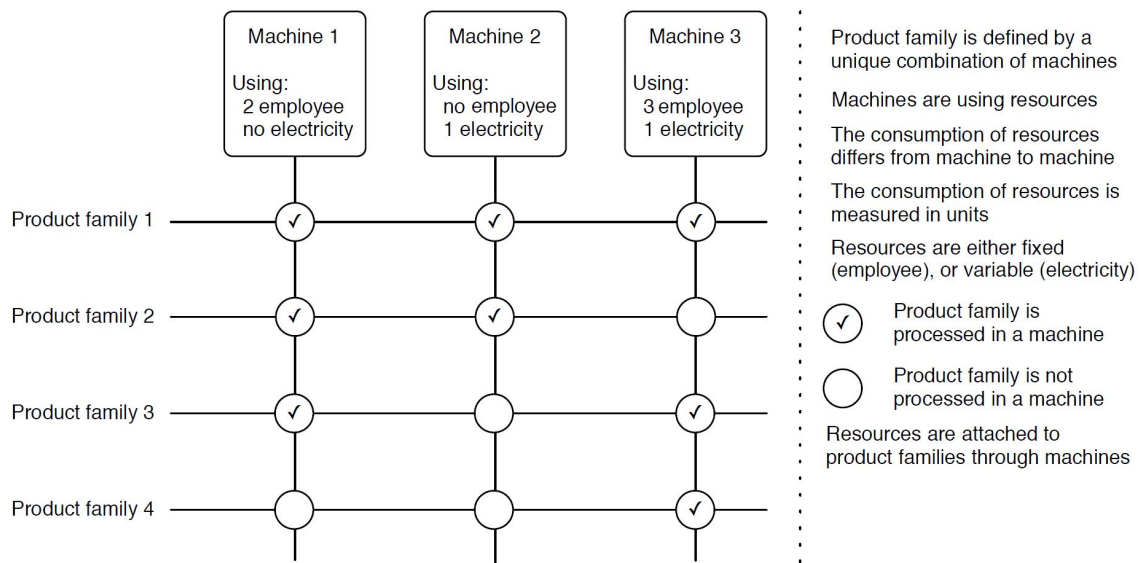 Machine 1
Using:
2 employee
no electricity
Machine 2
Using:
no employee
1 electricity
Machine 3
Using:
3 employee
1 electricity
Product family 1
Product family 2
Product family 3
Product family 4
Product family is defined by a
unique combination of machines
Machines are using resources
The consumption of resources
differs from machine to machine
The consumption of resources is
measured in units
Resources are either fixed
(employee), or variable (electricity)
Product family is
processed in a machine
Product family is not
processed in a machine
Resources are attached to
product families through machines